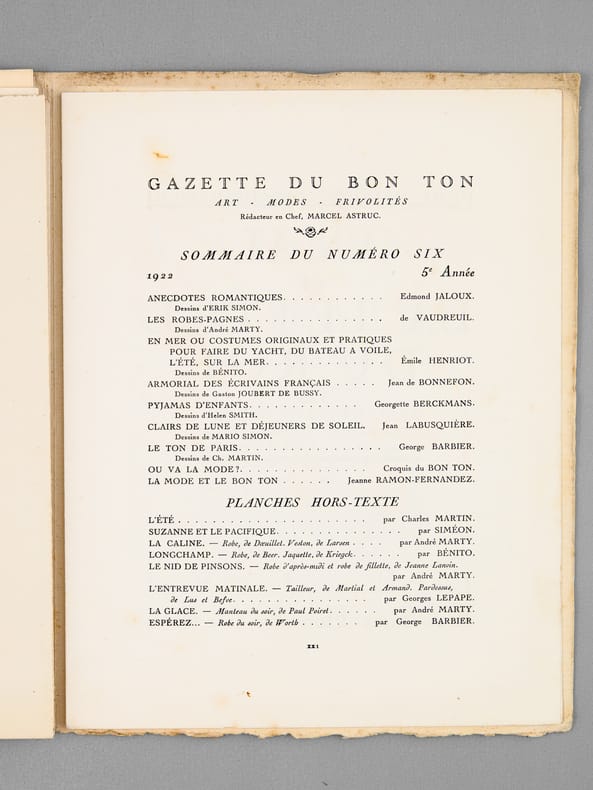 GAZETTE DU BON TON
ART - MODES - FRIVOLITÉS
Rédacteur en Chef, MARCEL ASTRUC.
SOMMAIRE DU NUMÉRO SIX
1922 5e Année
ANECDOTES ROMANTIQUES. . . . . . . . . . . . Edmond JALOUX.
Dessins d'ERIK SIMON.
LES ROBES-PAGNES . . . . . . . . . . . . . . . . de VAUDREUIL.
Dessins d'André MARTY.
EN MER OU COSTUMES ORIGINAUX ET PRATIQUES
POUR FAIRE DU YACHT, DU BATEAU A VOILE,
L'ÉTÉ, SUR LA MER. . . . . . . . . . . . . . Émile HENRIOT.
Dessins de BÉNITO.
ARMORIAL DES ÉCRIVAINS FRANÇAIS . . . . . Jean de BONNEFON.
Dessins de Gaston JOUBERT DE BUSSY.
PYJAMAS D'ENFANTS. . . . . . . . . . . . . Georgette BERCKMANS.
Dessins d'Helen SMITH.
CLAIRS DE LUNE ET DÉJEUNERS DE SOLEIL. Jean LABUSQUIÈRE.
Dessins de MARIO SIMON.
LE TON DE PARIS. . . . . . . . . . . . . . . . George BARBIER.
Dessins de Ch. MARTIN.
OU VA LA MODE?. . . . . . . . . . . . . . . Croquis du BON TON.
LA MODE ET LE BON TON . . . . . . Jeanne RAMON-FERNANDEZ.
PLANCHES HORS-TEXTE
L'ÉTÉ . . . . . . . . . . . . . . . . . . . . . . . par Charles MARTIN.
SUZANNE ET LE PACIFIQUE. . . . . . . . . . . . . . . . . par SIMÉON.
LA CALINE. — Robe, de Dœuillet. Veston, de Larsen . . . . par André MARTY.
LONGCHAMP. — Robe, de Beer. Jaquette, de Kriegck. . . . . . par BÉNITO.
LE NID DE PINSONS. — Robe d'après-midi et robe de fillette, de Jeanne Lanvin.
par André MARTY.
L'ENTREVUE MATINALE. — Tailleur, de Martial et Armand. Pardessus,
de Lus et Befve. . . . . . . . . . . . . . . . . par Georges LEPAPE.
LA GLACE. — Manteau du soir, de Paul Poiret. . . . . . par André MARTY.
ESPÉREZ... — Robe du soir, de Worth . . . . . . . par George BARBIER.
221